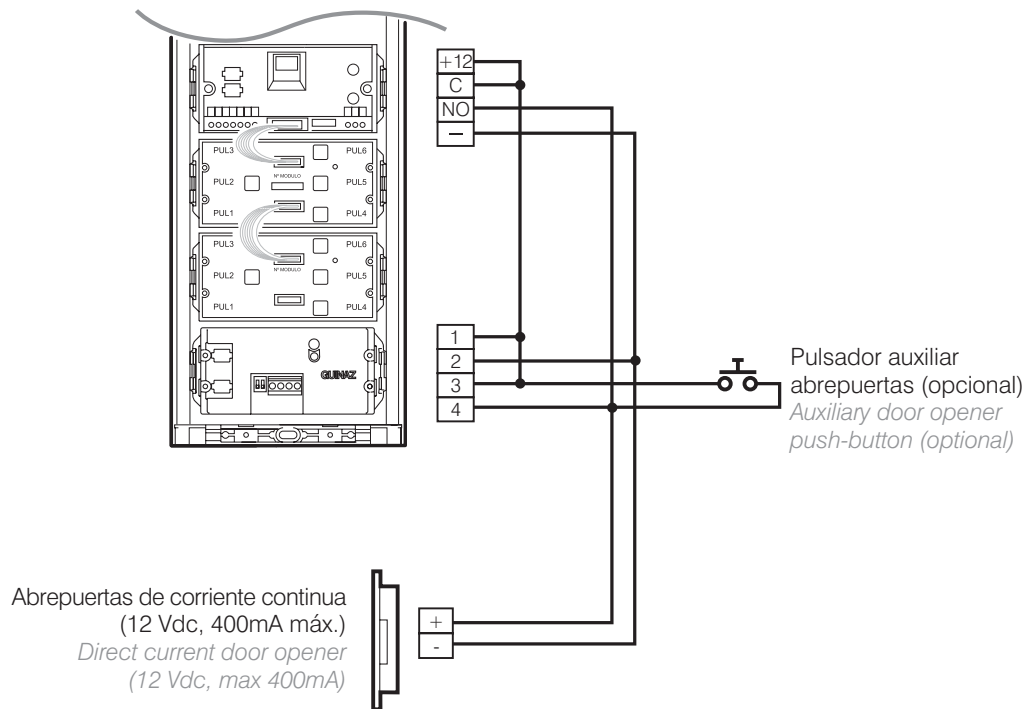 +12
C
NO
—
PUL3
PUL6
Nº MODULO
PUL2
PUL5
PUL1
PUL4
PUL3
PUL6
Nº MODULO
PUL2
PUL5
PUL1
PUL4
GUINAZ
1
2
3
4
Pulsador auxiliar
abrepuertas (opcional)
Auxiliary door opener
push-button (optional)
Abrepuertas de corriente continua
(12 Vdc, 400mA máx.)
Direct current door opener
(12 Vdc, max 400mA)
+
-